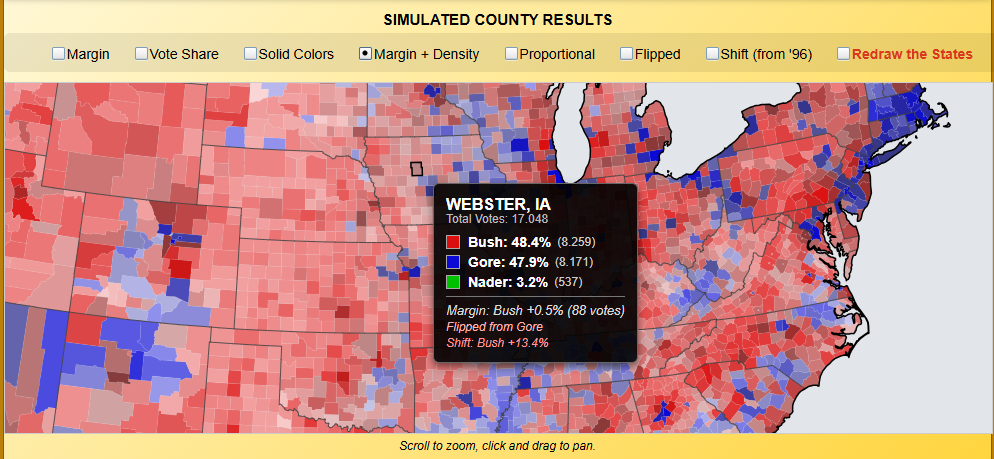 SIMULATED COUNTY RESULTS
Margin Vote Share Solid Colors Margin + Density Proportional Flipped Shift (from '96) Redraw the States
WEBSTER, IA
Total Votes: 17.048
Bush: 48.4% (8.259)
Gore: 47.9% (8.171)
Nader: 3.2% (537)
Margin: Bush +0.5% (88 votes)
Flipped from Gore
Shift: Bush +13.4%
Scroll to zoom, click and drag to pan.